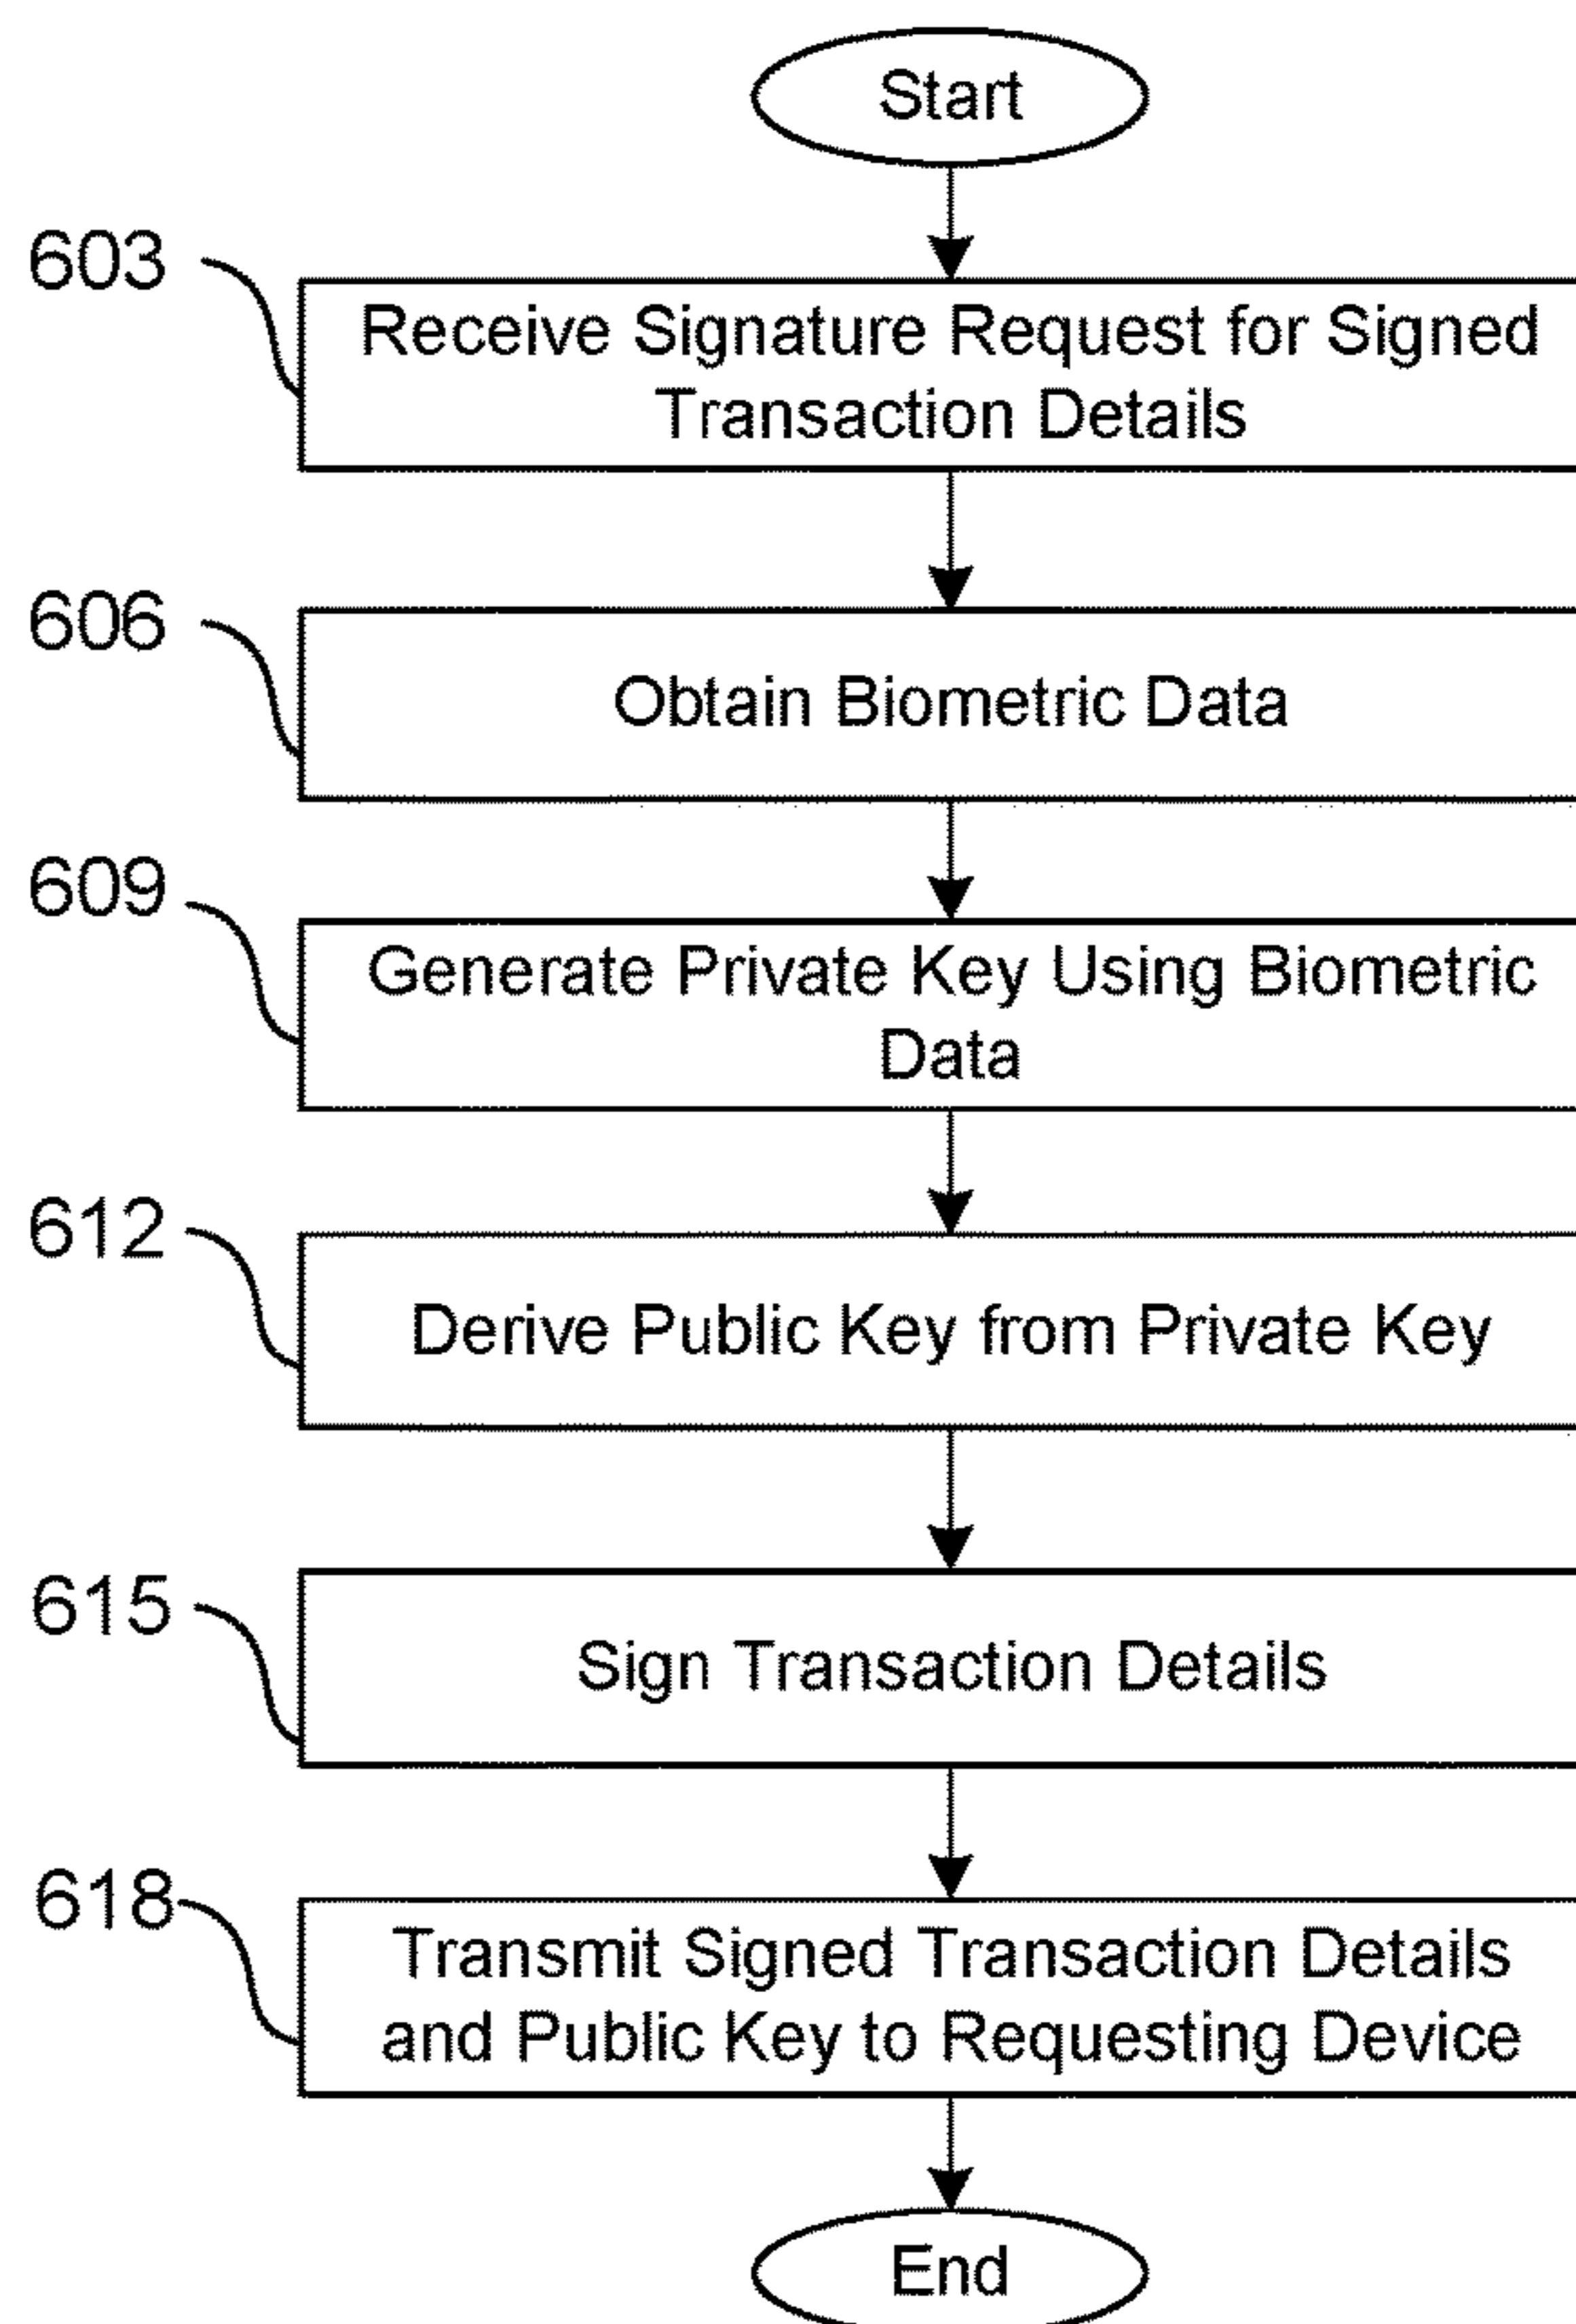 Start
603
Receive Signature Request for Signed
Transaction Details
606
Obtain Biometric Data
609
Generate Private Key Using Biometric
Data
612
Derive Public Key from Private Key
615
Sign Transaction Details
618
Transmit Signed Transaction Details
and Public Key to Requesting Device
End